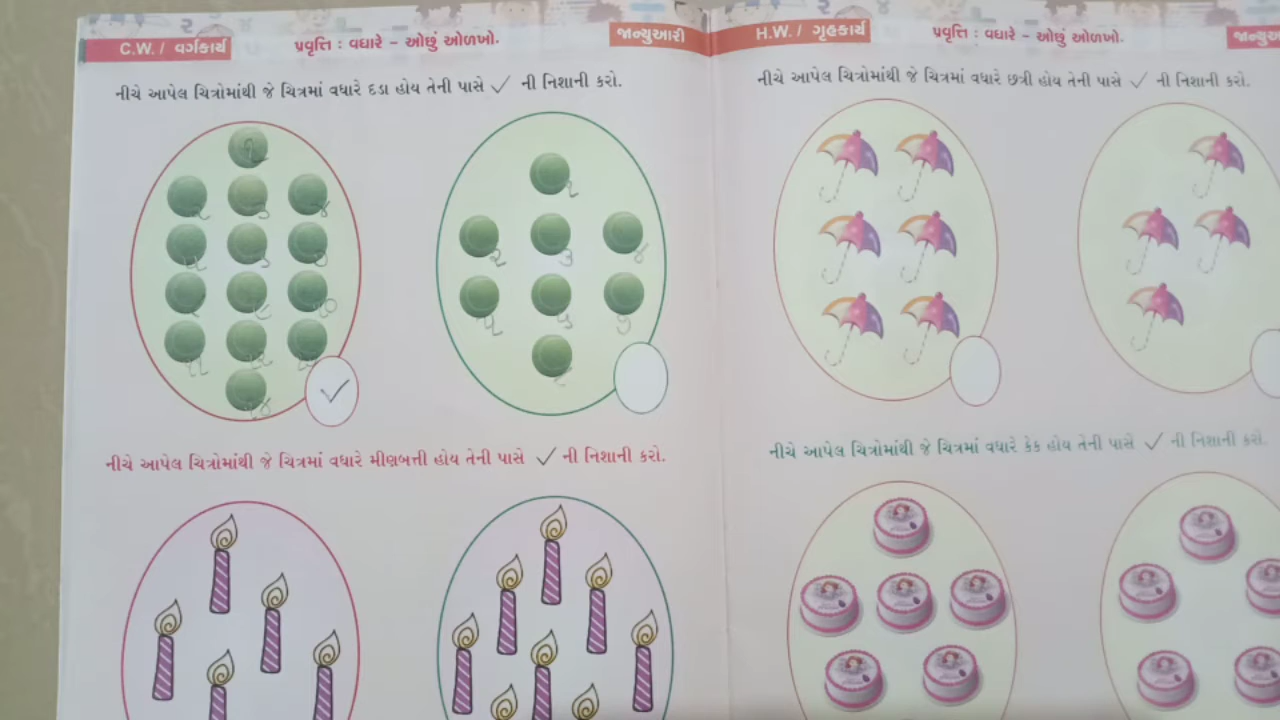 C.W. / વર્ગકાર્ય
પ્રવૃત્તિ : વધારે - ઓછું ઓળખો.
જાન્યુઆરી
નીચે આપેલ ચિત્રોમાંથી જે ચિત્રમાં વધારે દડા હોય તેની પાસે ✓ ની નિશાની કરો.
નીચે આપેલ ચિત્રોમાંથી જે ચિત્રમાં વધારે મીણબત્તી હોય તેની પાસે ✓ ની નિશાની કરો.
H.W. / ગૃહકાર્ય
પ્રવૃત્તિ : વધારે - ઓછું ઓળખો.
નીચે આપેલ ચિત્રોમાંથી જે ચિત્રમાં વધારે છત્રી હોય તેની પાસે ✓ ની નિશાની કરો.
નીચે આપેલ ચિત્રોમાંથી જે ચિત્રમાં વધારે કેક હોય તેની પાસે ✓ ની નિશાની કરો.